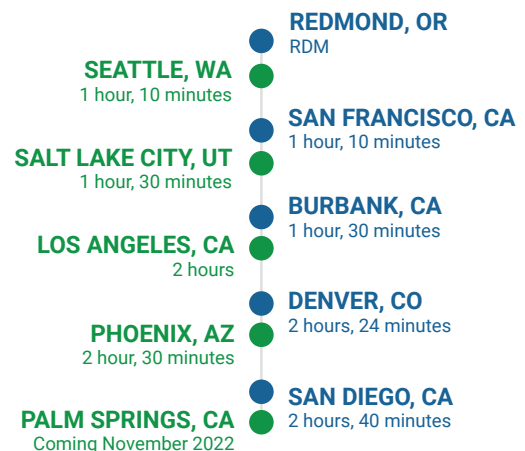 REDMOND, OR
RDM
SEATTLE, WA
1 hour, 10 minutes
SAN FRANCISCO, CA
1 hour, 10 minutes
SALT LAKE CITY, UT
1 hour, 30 minutes
BURBANK, CA
1 hour, 30 minutes
LOS ANGELES, CA
2 hours
DENVER, CO
2 hours, 24 minutes
PHOENIX, AZ
2 hour, 30 minutes
SAN DIEGO, CA
2 hours, 40 minutes
PALM SPRINGS, CA
Coming November 2022